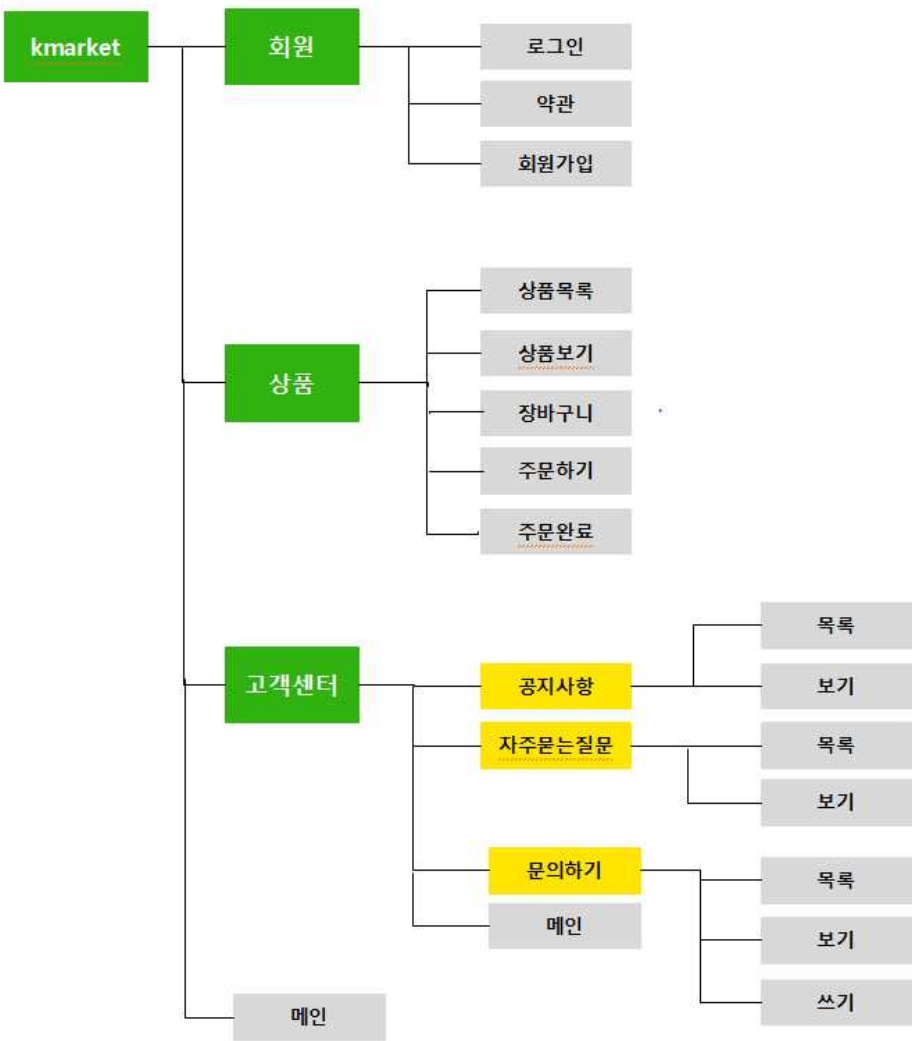 kmarket
회원
로그인
약관
회원가입
상품
상품목록
상품보기
장바구니
주문하기
주문완료
고객센터
공지사항
목록
보기
자주묻는질문
목록
보기
문의하기
목록
보기
쓰기
메인
메인